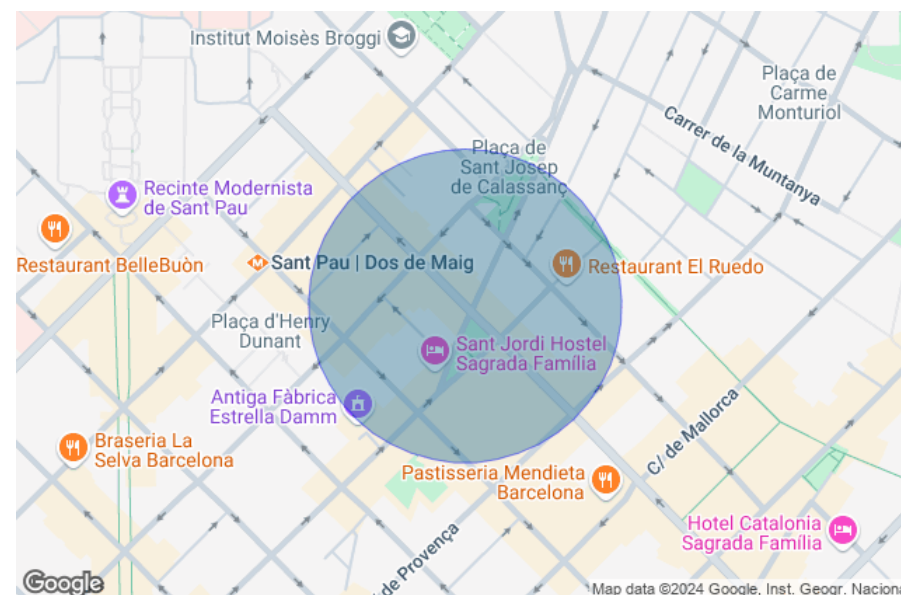 Institut Moisès Broggi
Plaça de
Carme
Monturiol
Carrer de la Muntanya
Plaça de
Sant Josep
de Calassanç
Recinte Modernista
de Sant Pau
Restaurant BelleBuòn
Sant Pau | Dos de Maig
Restaurant El Ruedo
Plaça d'Henry
Dunant
Sant Jordi Hostel
Sagrada Família
Antiga Fàbrica
Estrella Damm
C/ de Mallorca
Braseria La
Selva Barcelona
Pastisseria Mendieta
Barcelona
Hotel Catalonia
Sagrada Família
de Provença
Google
Map data ©2024 Google, Inst. Geogr. Naciona